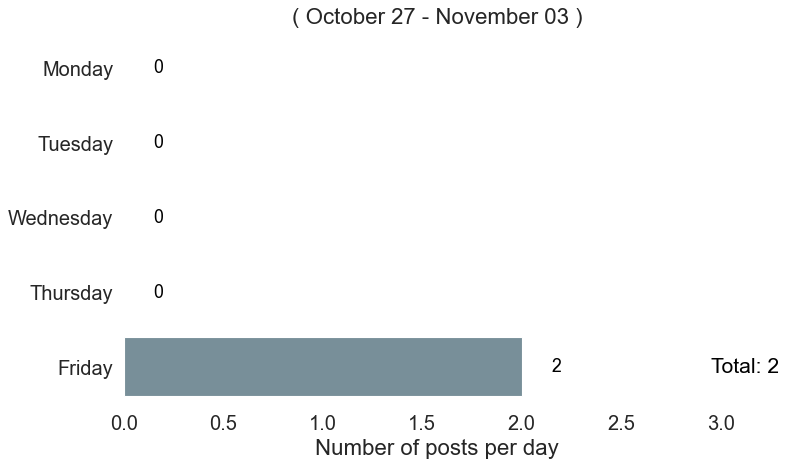 ( October 27 - November 03 )
Monday 0
Tuesday 0
Wednesday 0
Thursday 0
Friday 2 Total: 2
0.0 0.5 1.0 1.5 2.0 2.5 3.0
Number of posts per day